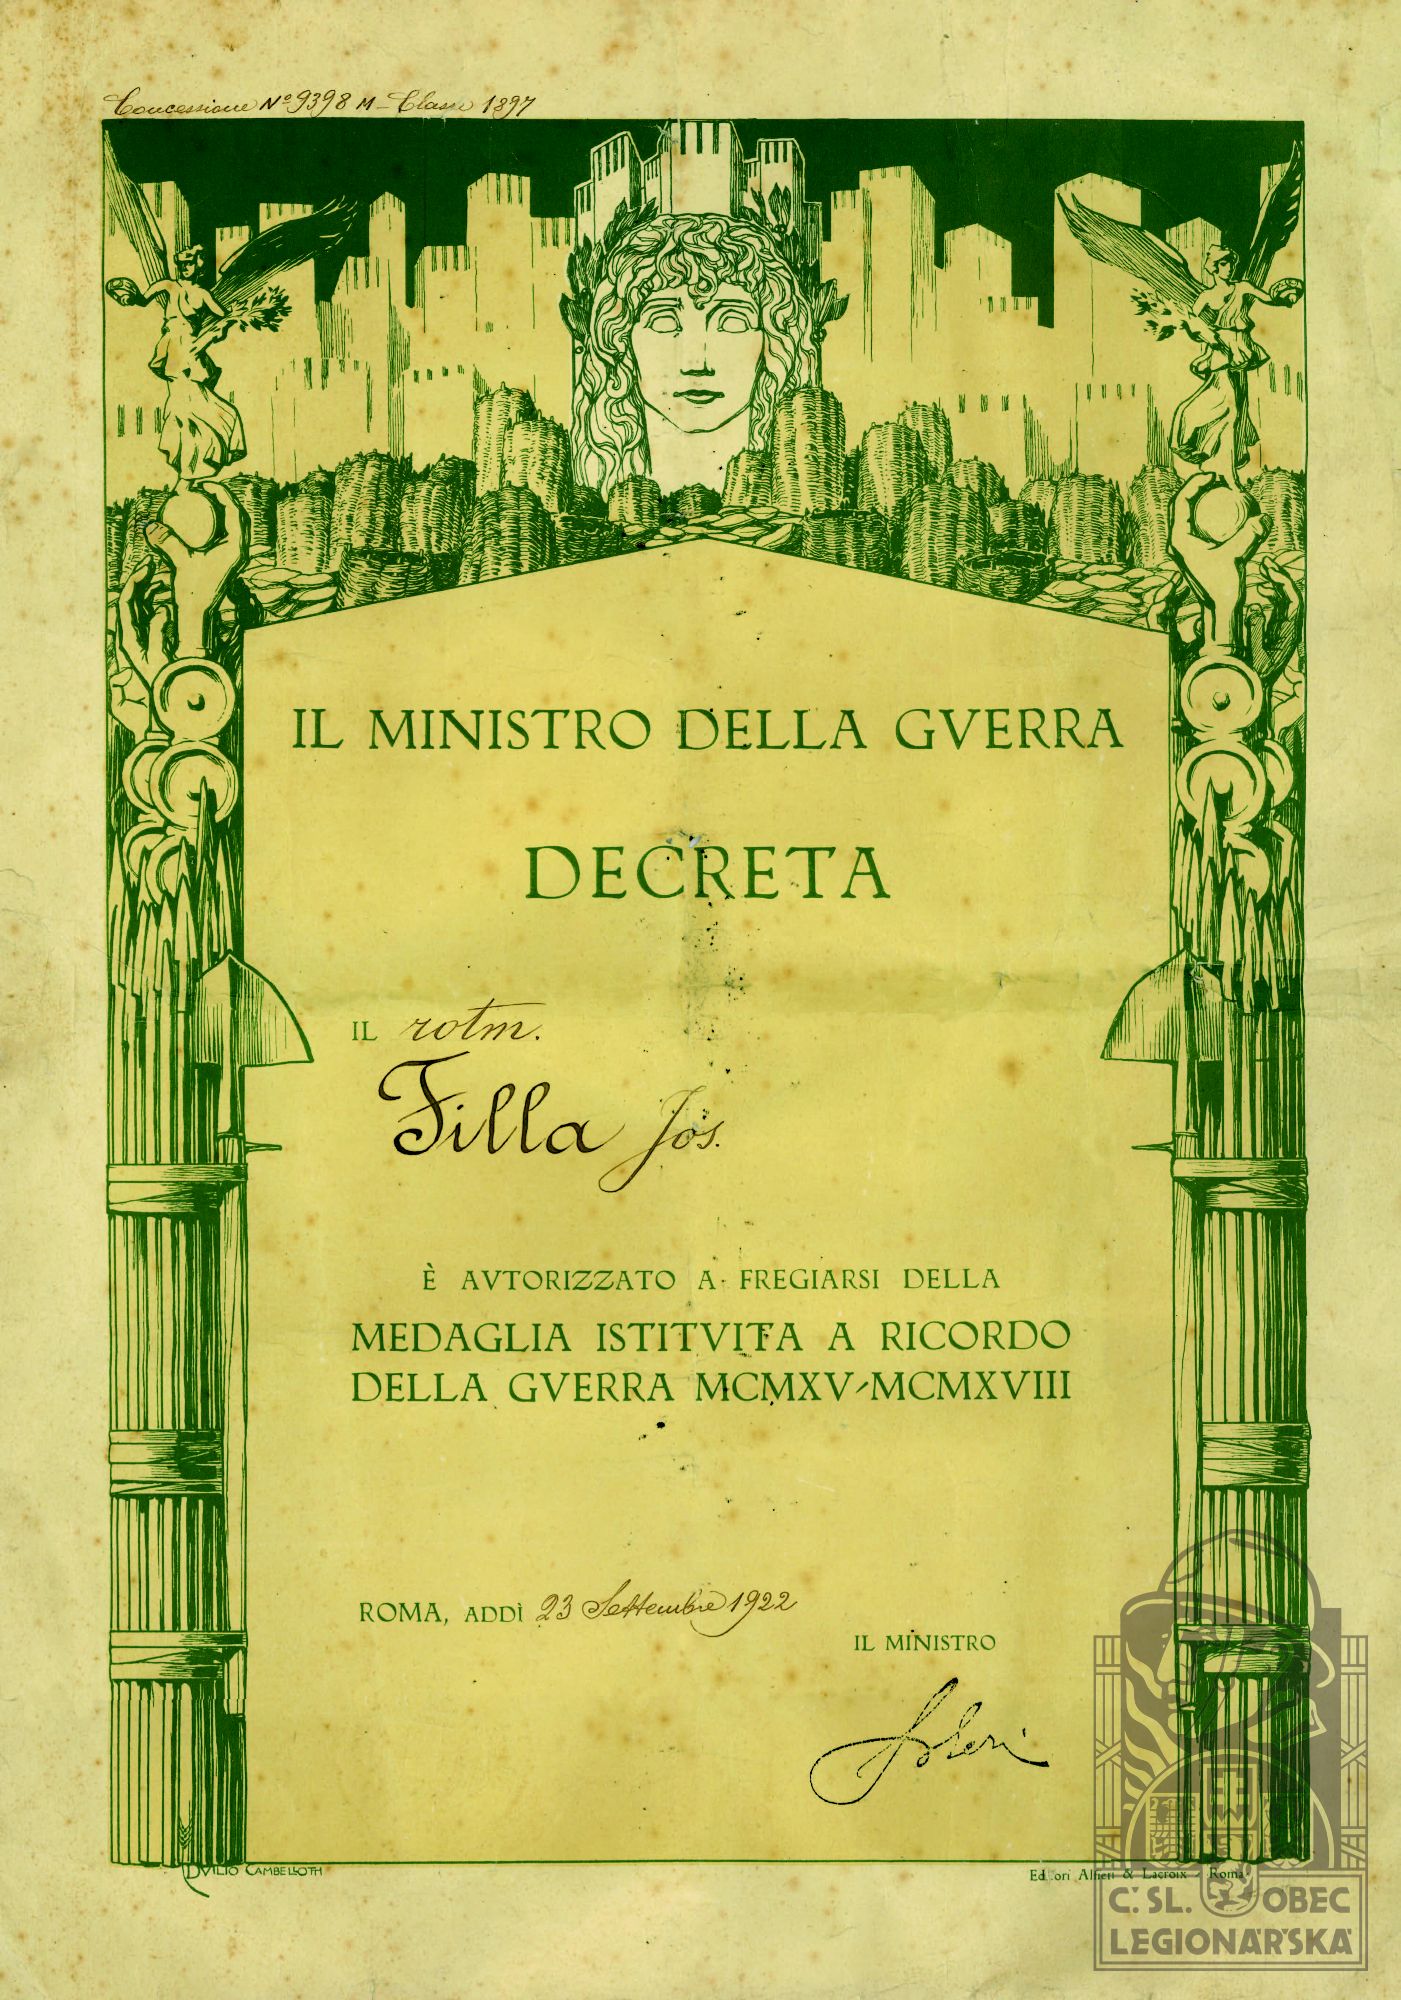 Concessione Nº 9398 M - Classe 1897
IL MINISTRO DELLA GVERRA
DECRETA
IL rotm.
Filla Jos.
È AVTORIZZATO A FREGIARSI DELLA
MEDAGLIA ISTITVITA A RICORDO
DELLA GVERRA MCMXV-MCMXVIII
ROMA, ADDÌ 23 Settembre 1922
IL MINISTRO
Soleri
DVILIO CAMBELLOTTI
Editori Alfieri & Lacroix - Roma
Č.SL. OBEC
LEGIONÁŘSKÁ